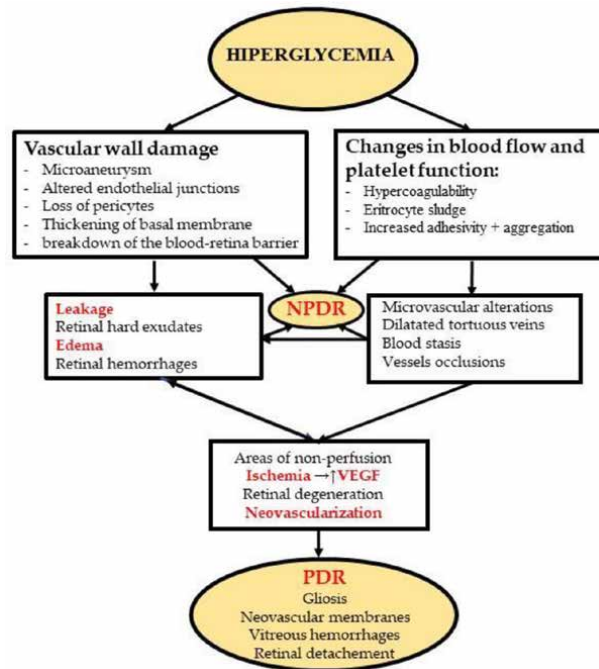 HIPERGLYCEMIA
Vascular wall damage
- Microaneurysm
- Altered endothelial junctions
- Loss of pericytes
- Thickening of basal membrane
- breakdown of the blood-retina barrier
Changes in blood flow and
platelet function:
- Hypercoagulability
- Eritrocyte sludge
- Increased adhesivity + aggregation
NPDR
Leakage
Retinal hard exudates
Edema
Retinal hemorrhages
Microvascular alterations
Dilatated tortuous veins
Blood stasis
Vessels occlusions
Areas of non-perfusion
Ischemia →↑VEGF
Retinal degeneration
Neovascularization
PDR
Gliosis
Neovascular membranes
Vitreous hemorrhages
Retinal detachement